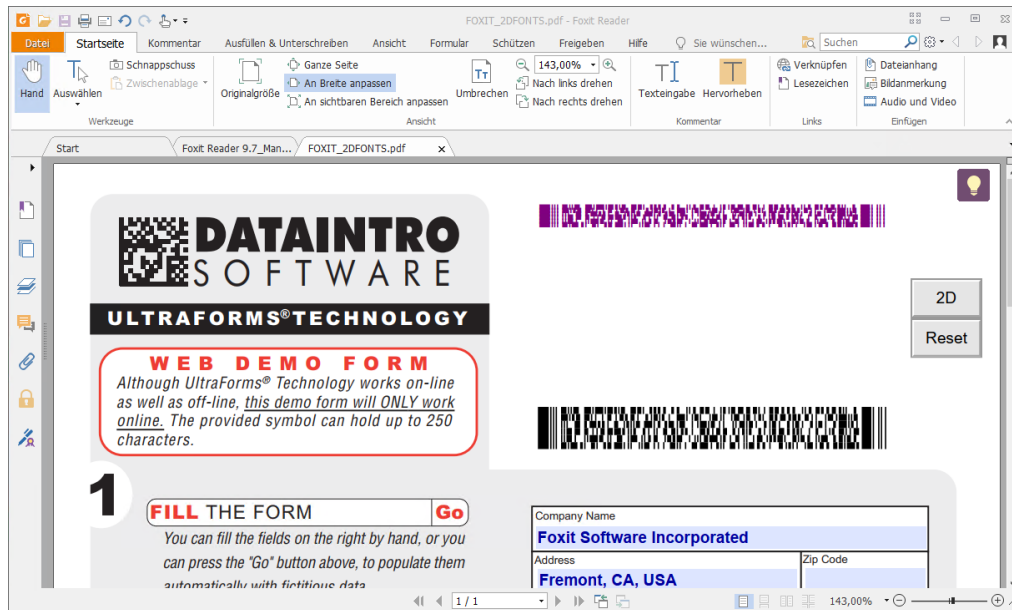 FOXIT_2DFONTS.pdf - Foxit Reader
Datei Startseite Kommentar Ausfüllen & Unterschreiben Ansicht Formular Schützen Freigeben Hilfe Sie wünschen... Suchen
Hand
Auswählen
Schnappschuss
Zwischenablage
Werkzeuge
Originalgröße
Ganze Seite
An Breite anpassen
An sichtbaren Bereich anpassen
Umbrechen
143,00%
Nach links drehen
Nach rechts drehen
Ansicht
Texteingabe
Hervorheben
Kommentar
Verknüpfen
Lesezeichen
Links
Dateianhang
Bildanmerkung
Audio und Video
Einfügen
Start Foxit Reader 9.7_Man... FOXIT_2DFONTS.pdf x
DATAINTRO
SOFTWARE
ULTRAFORMS®TECHNOLOGY
WEB DEMO FORM
Although UltraForms® Technology works on-line
as well as off-line, this demo form will ONLY work
online. The provided symbol can hold up to 250
characters.
2D
Reset
1
FILL THE FORM Go
You can fill the fields on the right by hand, or you
can press the "Go" button above, to populate them
automatically with fictitious data.
Company Name
Foxit Software Incorporated
Address
Zip Code
Fremont, CA, USA
1 / 1
143,00%